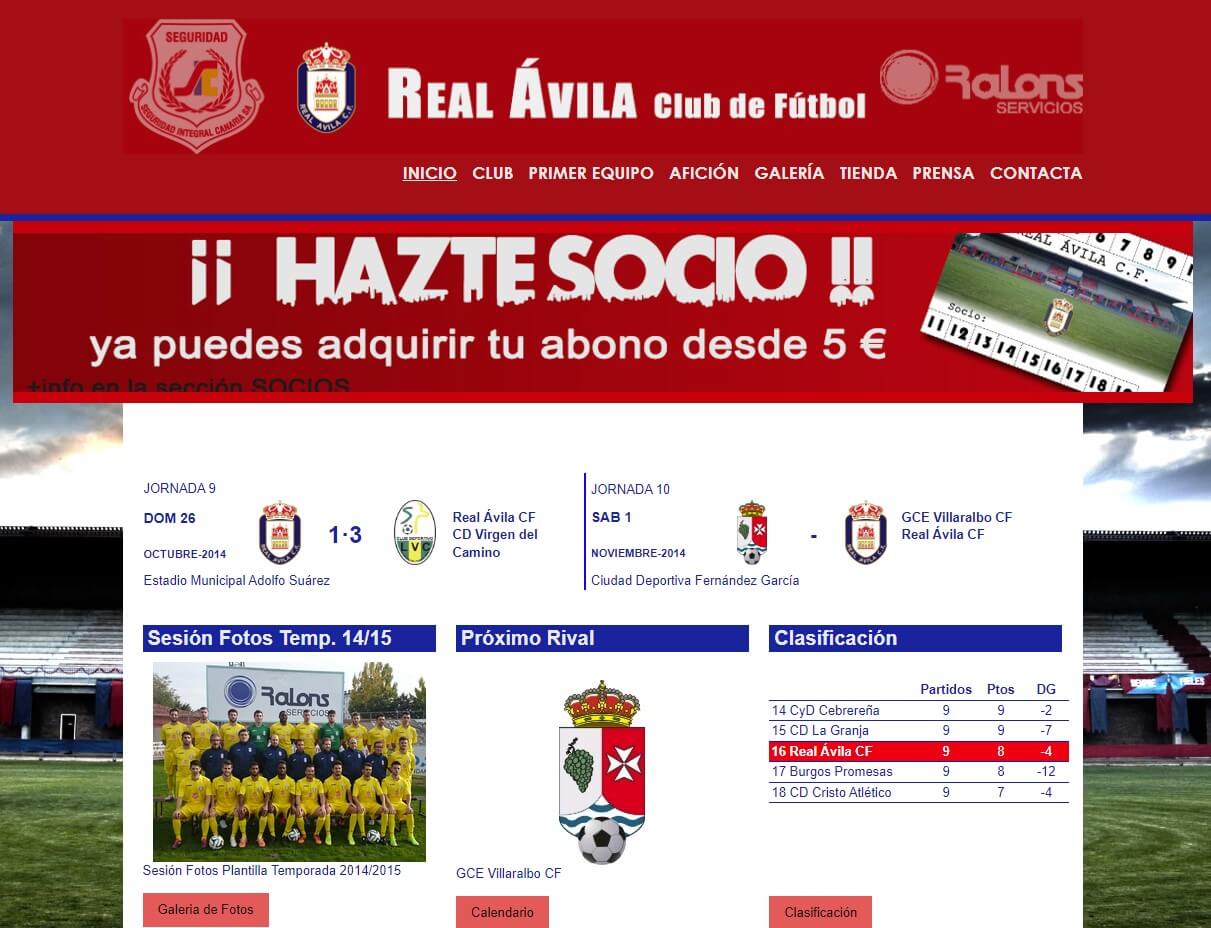 SEGURIDAD
SEGURIDAD INTEGRAL CANARIA SA
REAL AVILA C.F.
REAL ÁVILA Club de Fútbol
Ralons
SERVICIOS
INICIO CLUB PRIMER EQUIPO AFICIÓN GALERÍA TIENDA PRENSA CONTACTA
¡¡ HAZTE SOCIO !!
ya puedes adquirir tu abono desde 5 €
+info en la sección SOCIOS
6 7 8 9
REAL ÁVILA C.F.
Socio:
11 12 13 14 15 16 17 18
JORNADA 9
DOM 26
OCTUBRE-2014
1·3
Real Ávila CF
CD Virgen del
Camino
Estadio Municipal Adolfo Suárez
JORNADA 10
SAB 1
NOVIEMBRE-2014
-
GCE Villaralbo CF
Real Ávila CF
Ciudad Deportiva Fernández García
Sesión Fotos Temp. 14/15
Ralons
SERVICIOS
Sesión Fotos Plantilla Temporada 2014/2015
Galeria de Fotos
Próximo Rival
GCE Villaralbo CF
Calendario
Clasificación
Partidos Ptos DG
14 CyD Cebrereña 9 9 -2
15 CD La Granja 9 9 -7
16 Real Ávila CF 9 8 -4
17 Burgos Promesas 9 8 -12
18 CD Cristo Atlético 9 7 -4
Clasificación